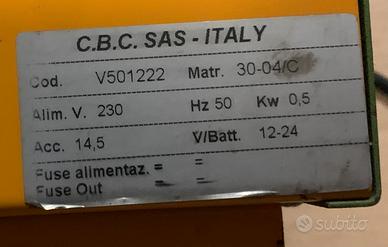 C.B.C. SAS - ITALY
Cod. V501222 Matr. 30-04/C
Alim. V. 230 Hz 50 Kw 0,5
Acc. 14,5 V/Batt. 12-24
Fuse alimentaz. = =
Fuse Out = =
subito